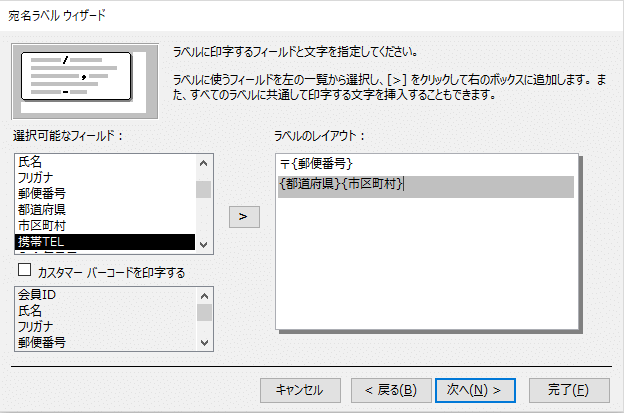 宛名ラベル ウィザード
ラベルに印字するフィールドと文字を指定してください。
ラベルに使うフィールドを左の一覧から選択し、[>] をクリックして右のボックスに追加します。 ま
た、すべてのラベルに共通して印字する文字を挿入することもできます。
選択可能なフィールド：
氏名
フリガナ
郵便番号
都道府県
市区町村
携帯TEL
カスタマー バーコードを印字する
会員ID
氏名
フリガナ
郵便番号
>
ラベルのレイアウト：
〒{郵便番号}
{都道府県}{市区町村}
キャンセル
< 戻る(B)
次へ(N) >
完了(F)